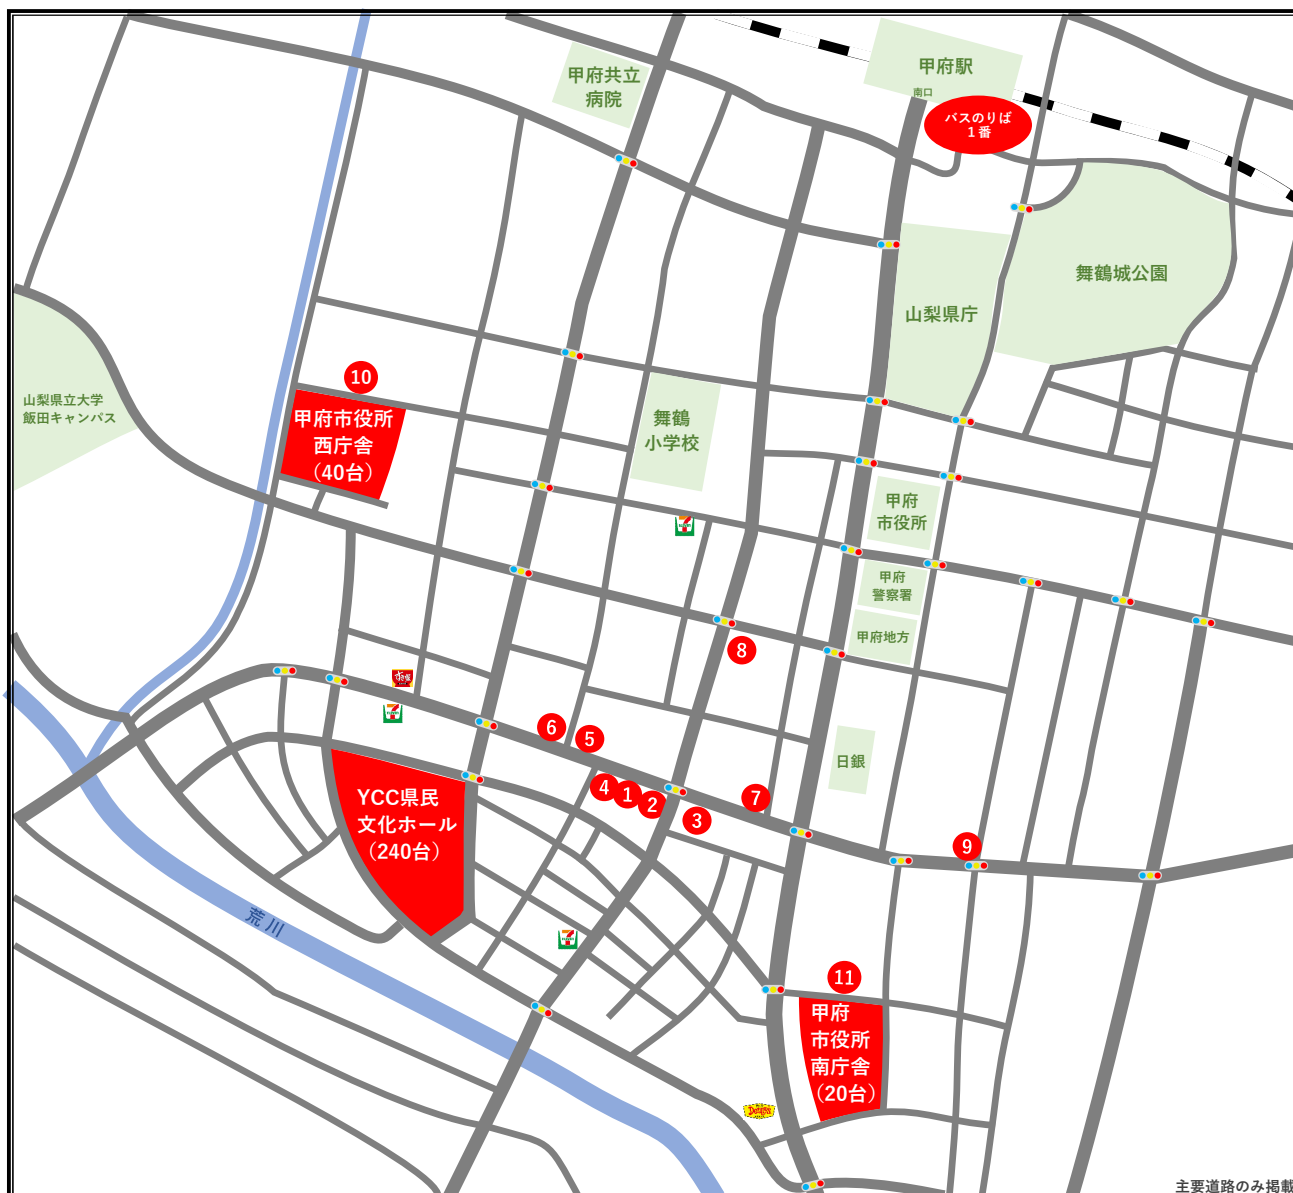 甲府駅
南口
バスのりば
1番
甲府共立
病院
舞鶴城公園
山梨県庁
山梨県立大学
飯田キャンパス
10
甲府市役所
西庁舎
（40台）
舞鶴
小学校
甲府
市役所
甲府
警察署
甲府地方
8
すき家
6
5
日銀
4
1
2
3
7
9
YCC県民
文化ホール
（240台）
荒川
11
甲府
市役所
南庁舎
（20台）
Denny's
主要道路のみ掲載